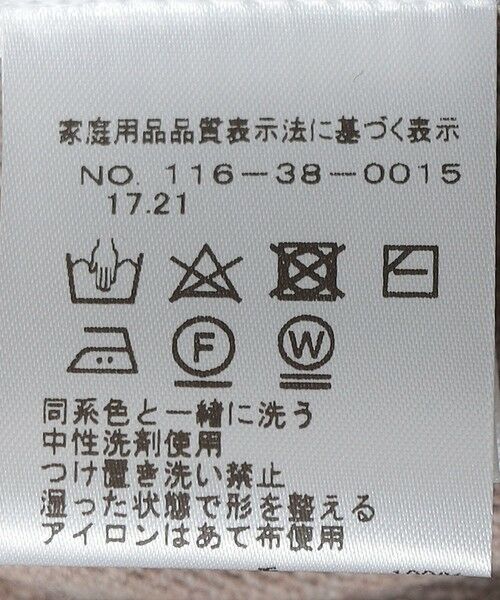 家庭用品品質表示法に基づく表示
NO. 116-38-0015
17.21
F
W
同系色と一緒に洗う
中性洗剤使用
つけ置き洗い禁止
湿った状態で形を整える
アイロンはあて布使用